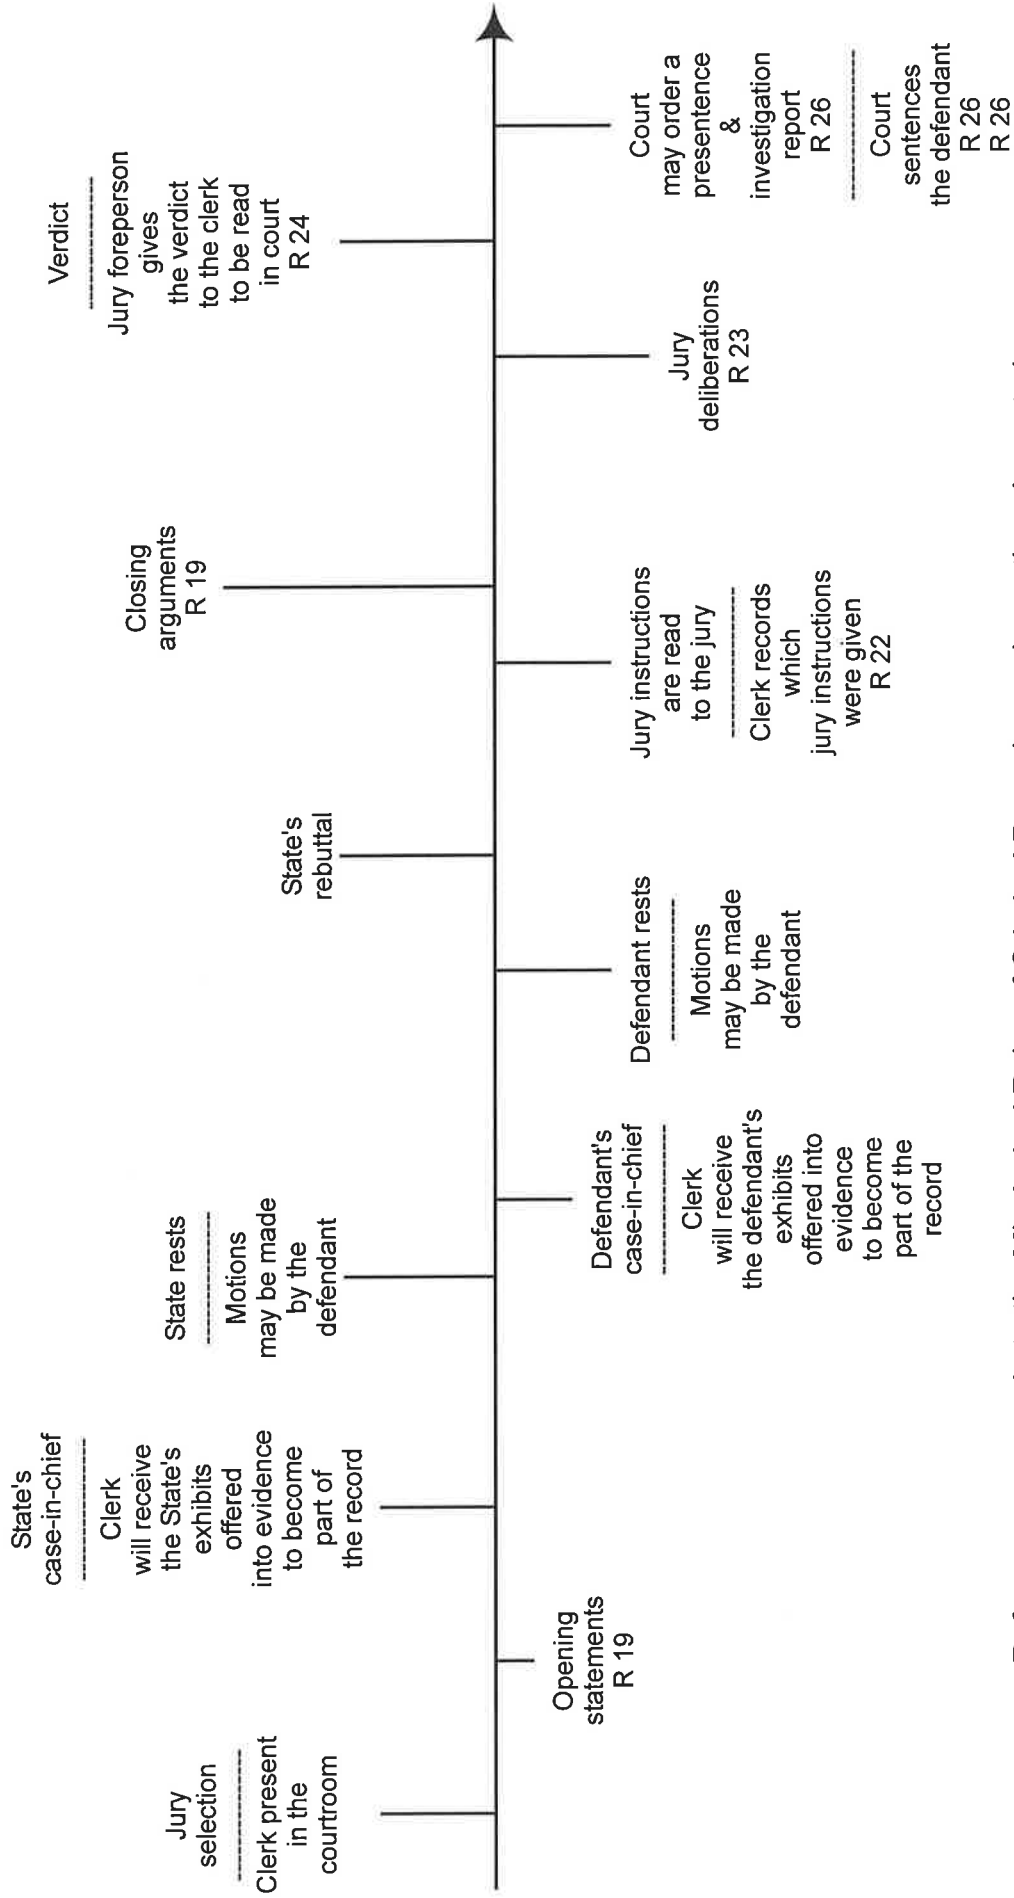 Jury
selection
Clerk present
in the
courtroom
Opening
statements
R 19
State's
case-in-chief
Clerk
will receive
the State's
exhibits
offered
into evidence
to become
part of
the record
State rests
Motions
may be made
by the
defendant
Defendant's
case-in-chief
Clerk
will receive
the defendant's
exhibits
offered into
evidence
to become
part of the
record
Defendant rests
Motions
may be made
by the
defendant
State's
rebuttal
Jury instructions
are read
to the jury
Clerk records
which
jury instructions
were given
R 22
Closing
arguments
R 19
Jury
deliberations
R 23
Verdict
Jury foreperson
gives
the verdict
to the clerk
to be read
in court
R 24
Court
may order a
presentence
&
investigation
report
R 26
Court
sentences
the defendant
R 26
R 26